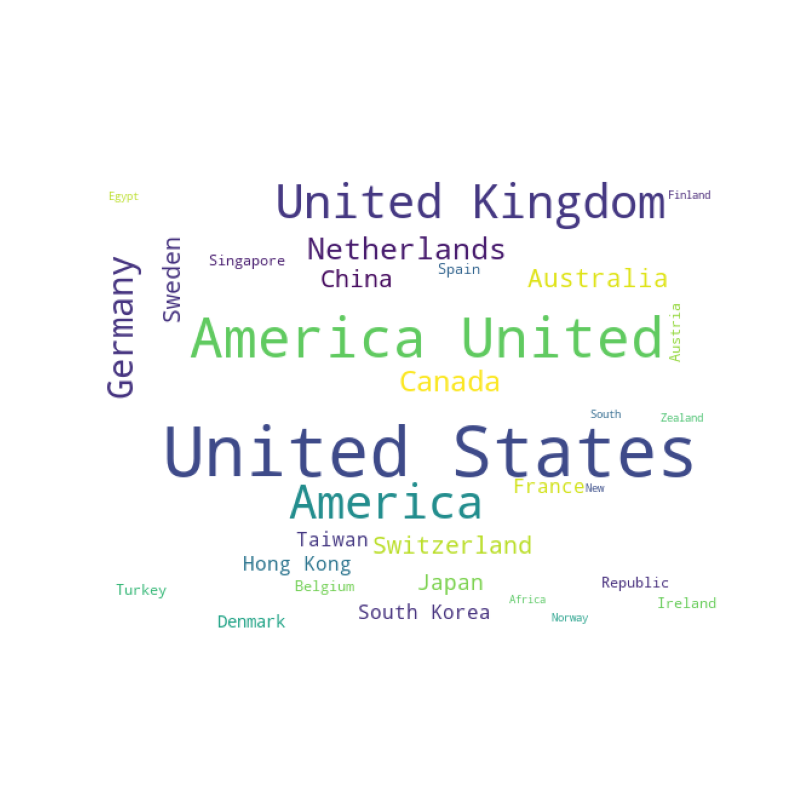 Egypt
United Kingdom
Finland
Netherlands
Sweden
Singapore
Spain
China
Australia
Germany
America United
Austria
Canada
South
Zealand
United States
France
New
America
Taiwan
Switzerland
Hong Kong
Japan
Republic
Belgium
Turkey
Africa
Ireland
South Korea
Denmark
Norway